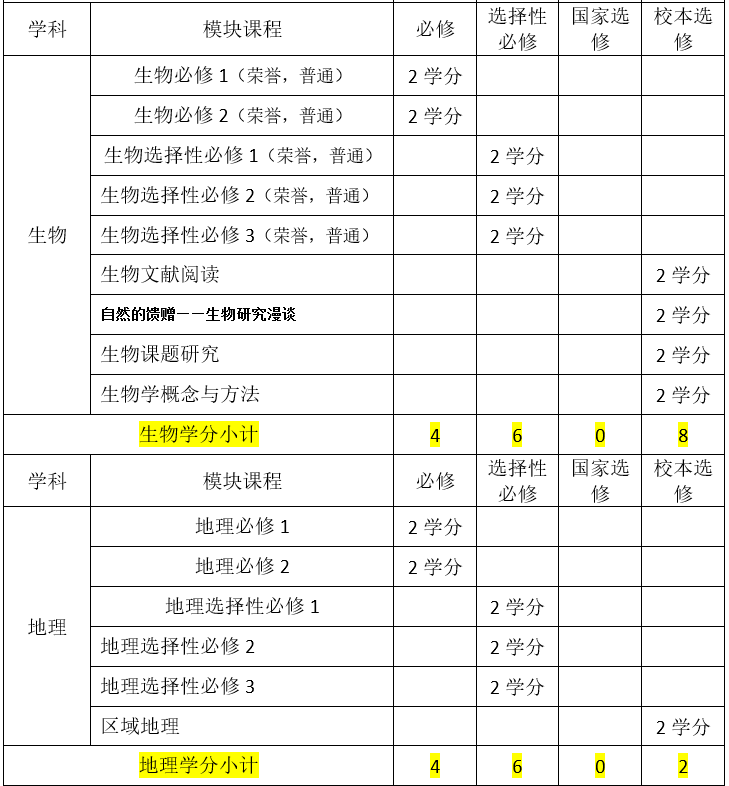 学科 模块课程 必修 选择性必修 国家选修 校本选修
生物
生物必修 1（荣誉，普通） 2 学分
生物必修 2（荣誉，普通） 2 学分
生物选择性必修 1（荣誉，普通） 2 学分
生物选择性必修 2（荣誉，普通） 2 学分
生物选择性必修 3（荣誉，普通） 2 学分
生物文献阅读 2 学分
自然的馈赠——生物研究漫谈 2 学分
生物课题研究 2 学分
生物学概念与方法 2 学分
生物学分小计 4 6 0 8
学科 模块课程 必修 选择性必修 国家选修 校本选修
地理
地理必修 1 2 学分
地理必修 2 2 学分
地理选择性必修 1 2 学分
地理选择性必修 2 2 学分
地理选择性必修 3 2 学分
区域地理 2 学分
地理学分小计 4 6 0 2